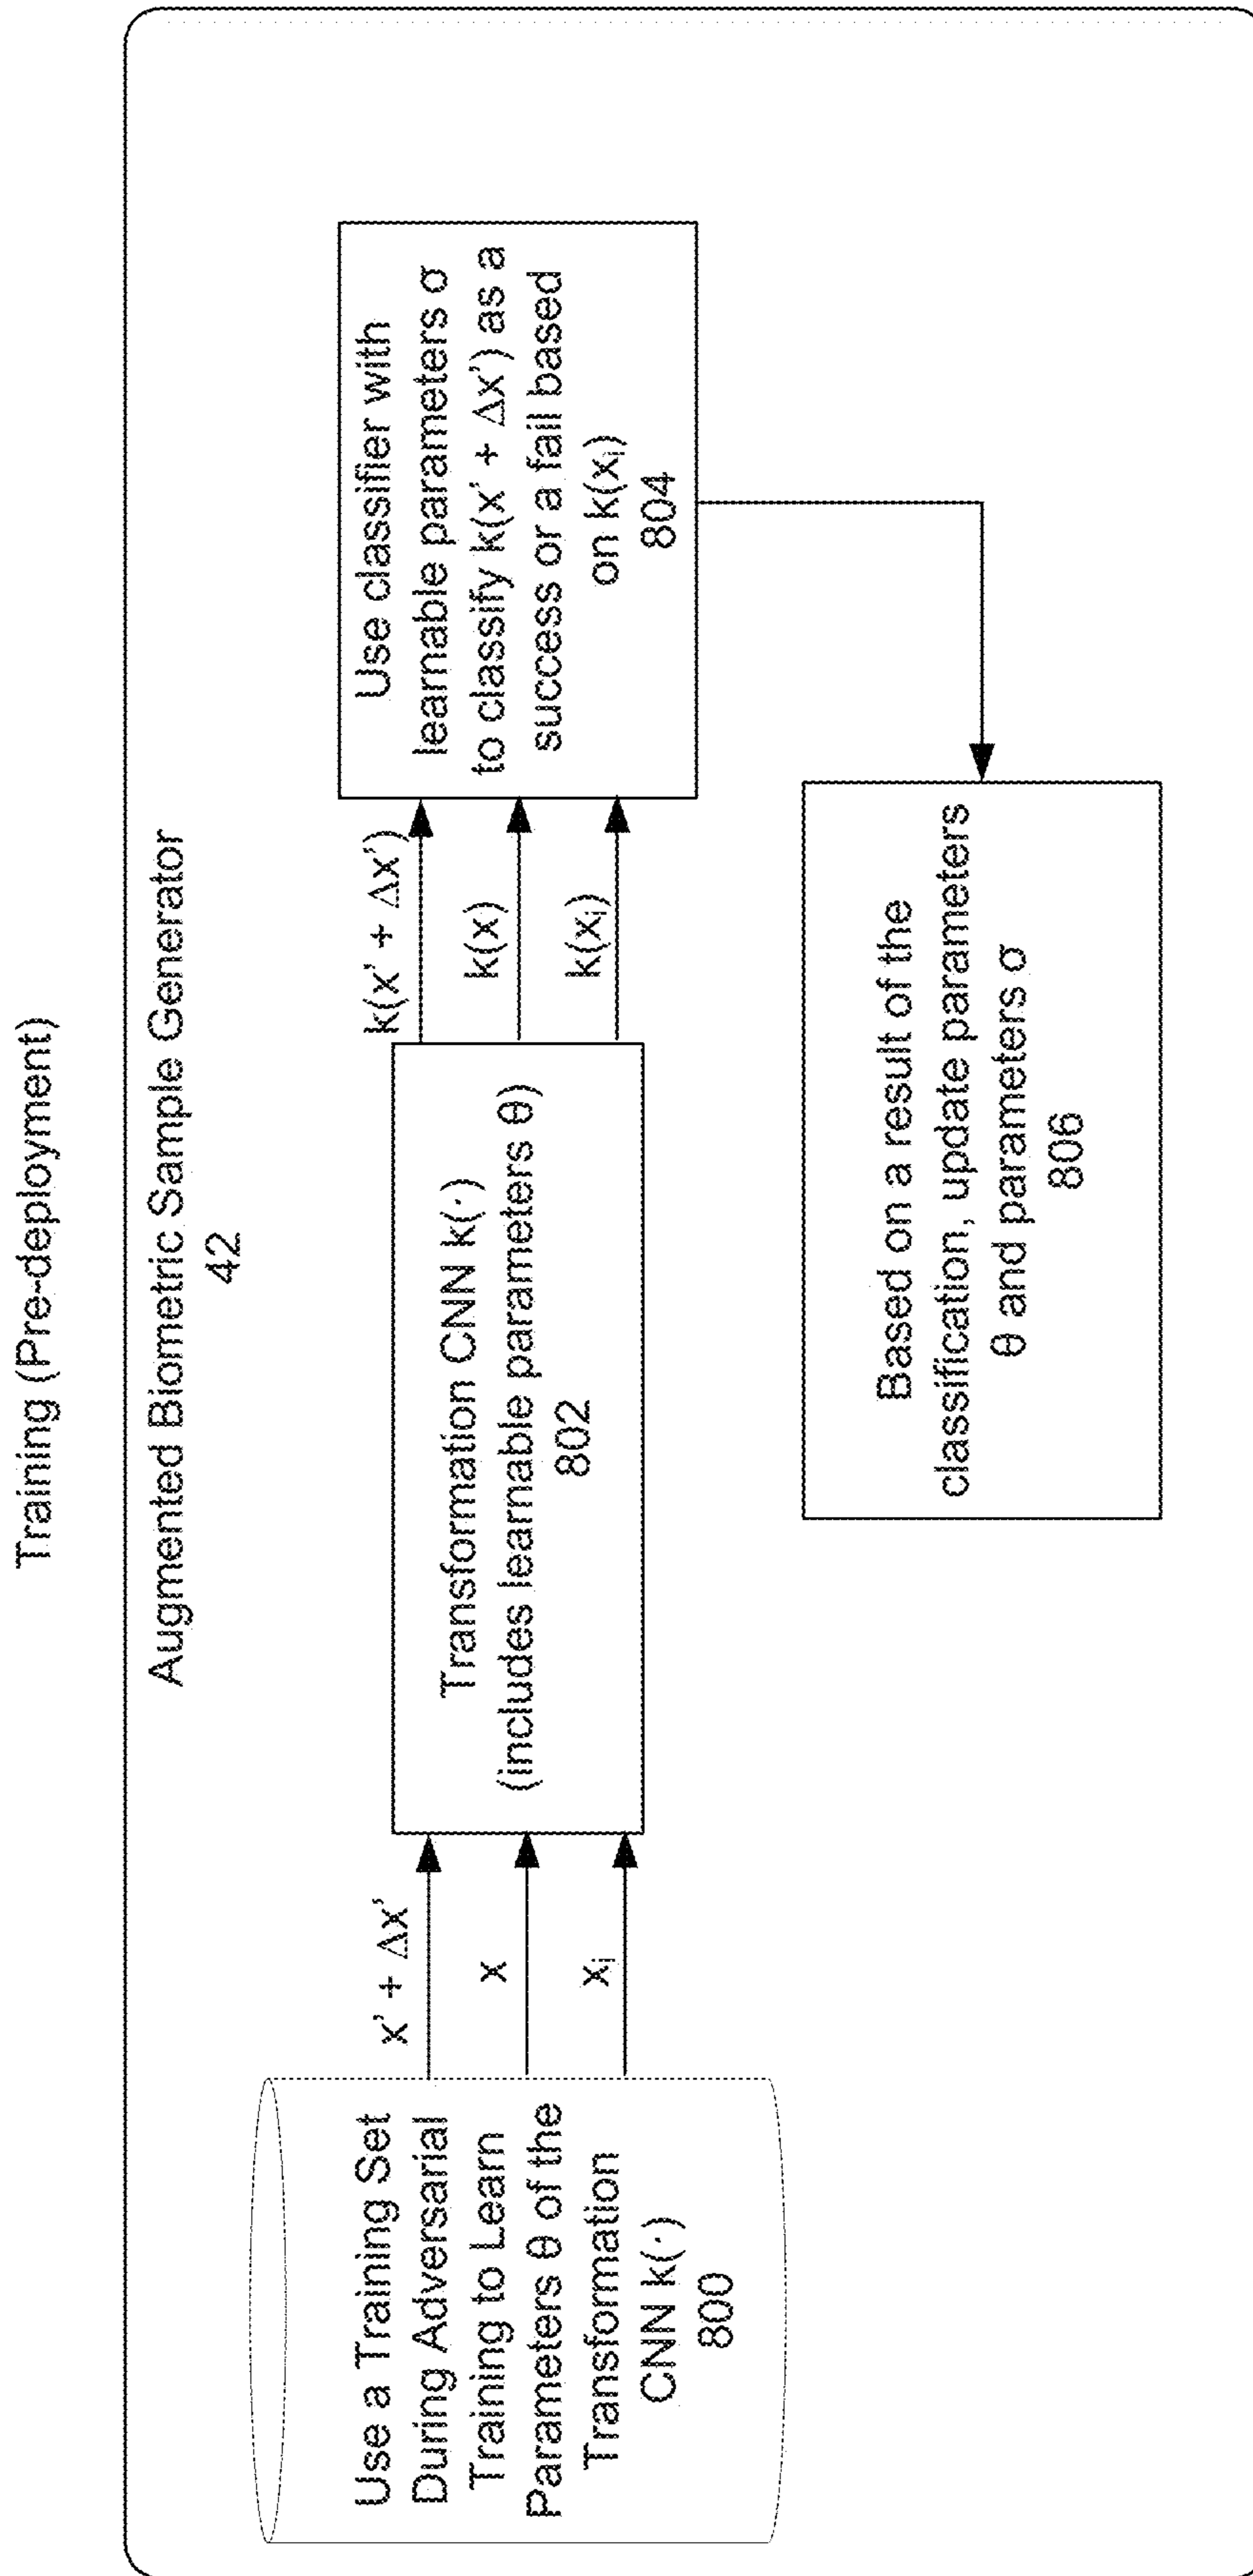 Training (Pre-deployment)
Augmented Biometric Sample Generator
42
Use a Training Set
During Adversarial
Training to Learn
Parameters θ of the
Transformation
CNN k(·)
800
x' + Δx'
x
xᵢ
Transformation CNN k(·)
(includes learnable parameters θ)
802
k(x' + Δx')
k(x)
k(xᵢ)
Use classifier with
learnable parameters σ
to classify k(x' + Δx') as a
success or a fail based
on k(xᵢ)
804
Based on a result of the
classification, update parameters
θ and parameters σ
806